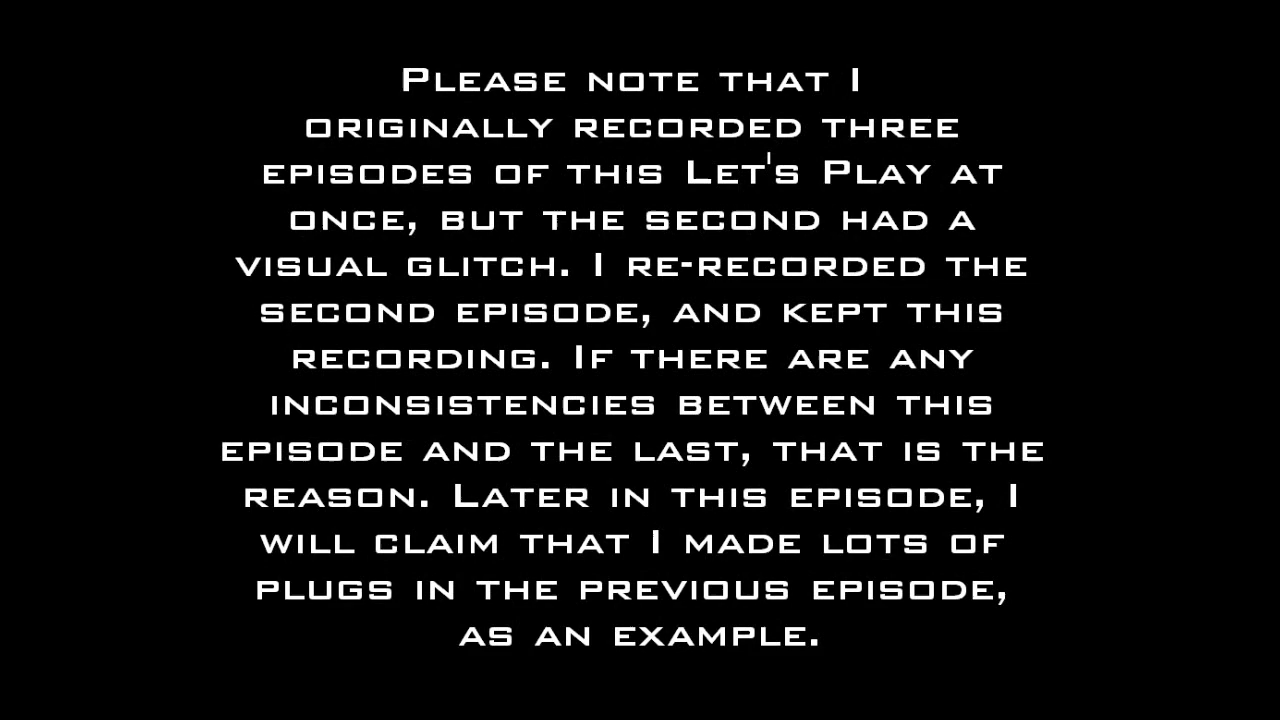 Please note that I
originally recorded three
episodes of this Let's Play at
once, but the second had a
visual glitch. I re-recorded the
second episode, and kept this
recording. If there are any
inconsistencies between this
episode and the last, that is the
reason. Later in this episode, I
will claim that I made lots of
plugs in the previous episode,
as an example.